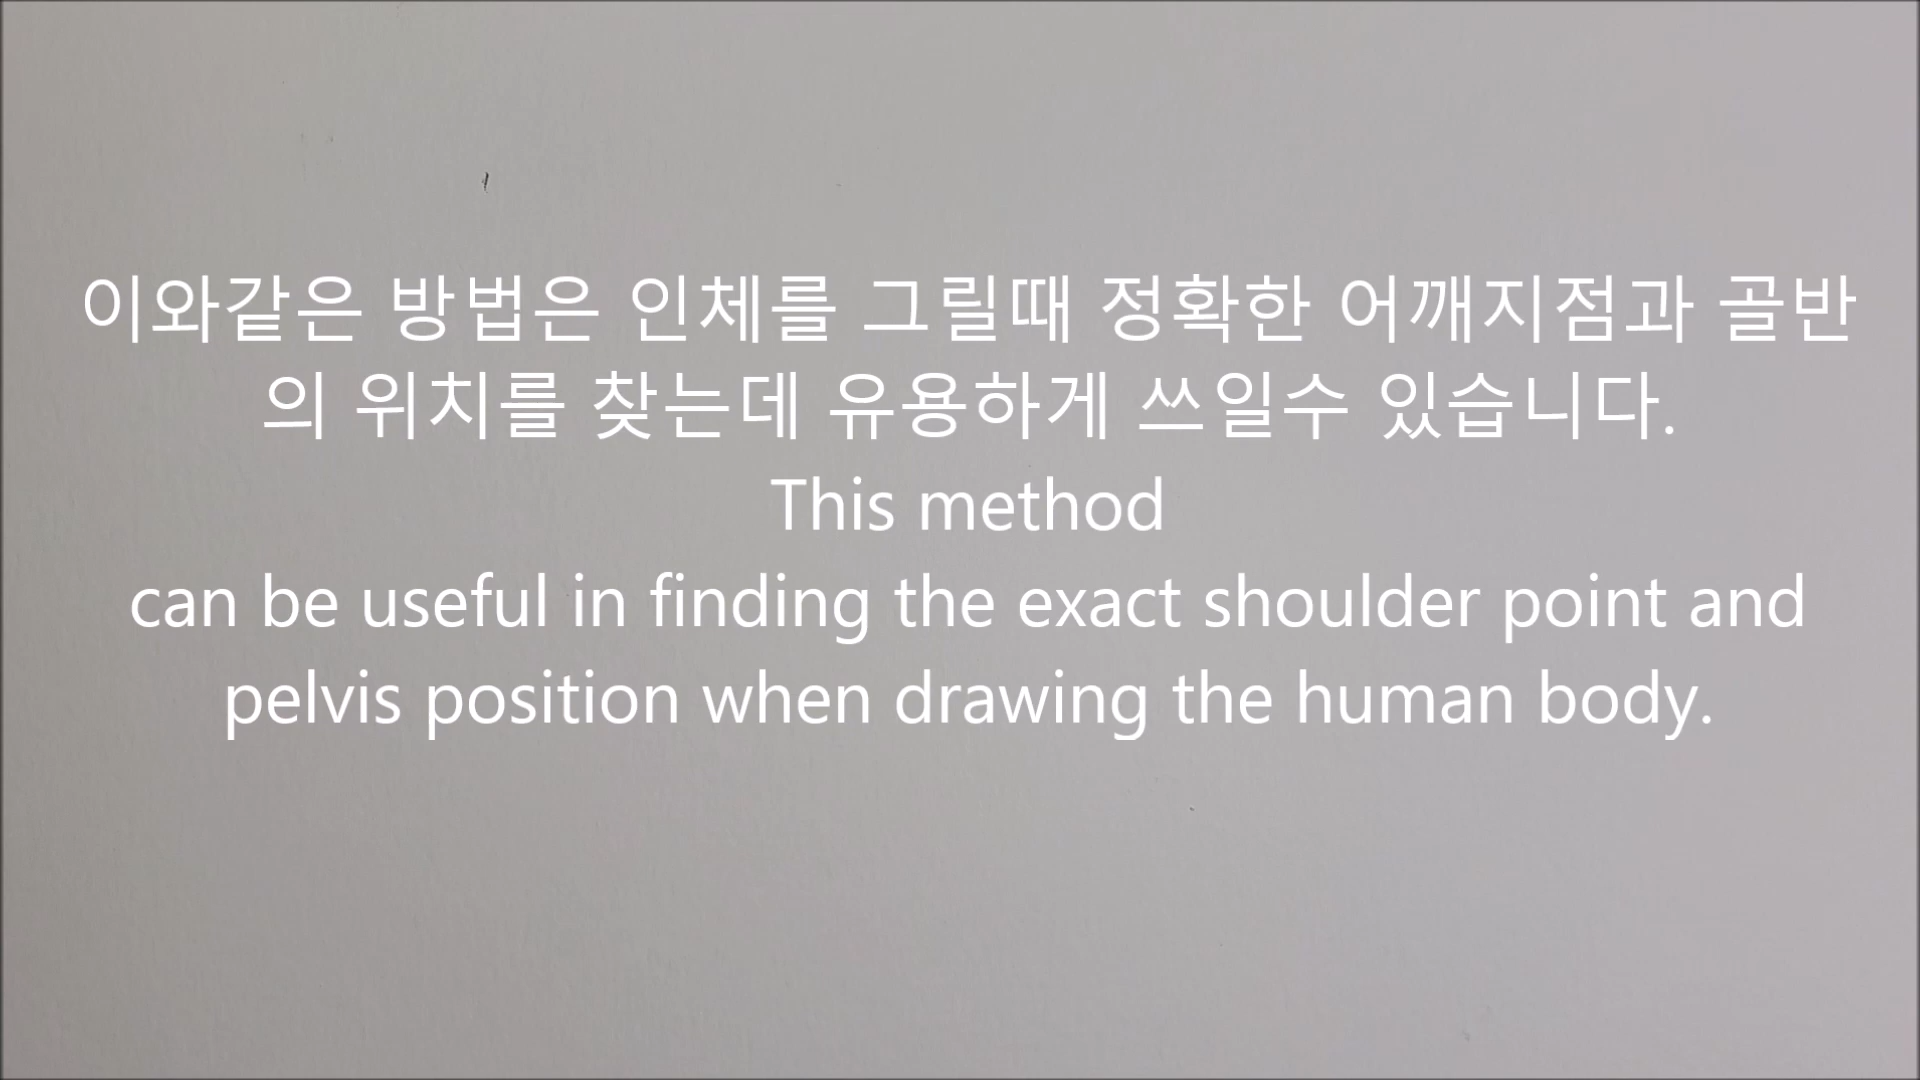 이와같은 방법은 인체를 그릴때 정확한 어깨지점과 골반
의 위치를 찾는데 유용하게 쓰일수 있습니다.
This method
can be useful in finding the exact shoulder point and
pelvis position when drawing the human body.